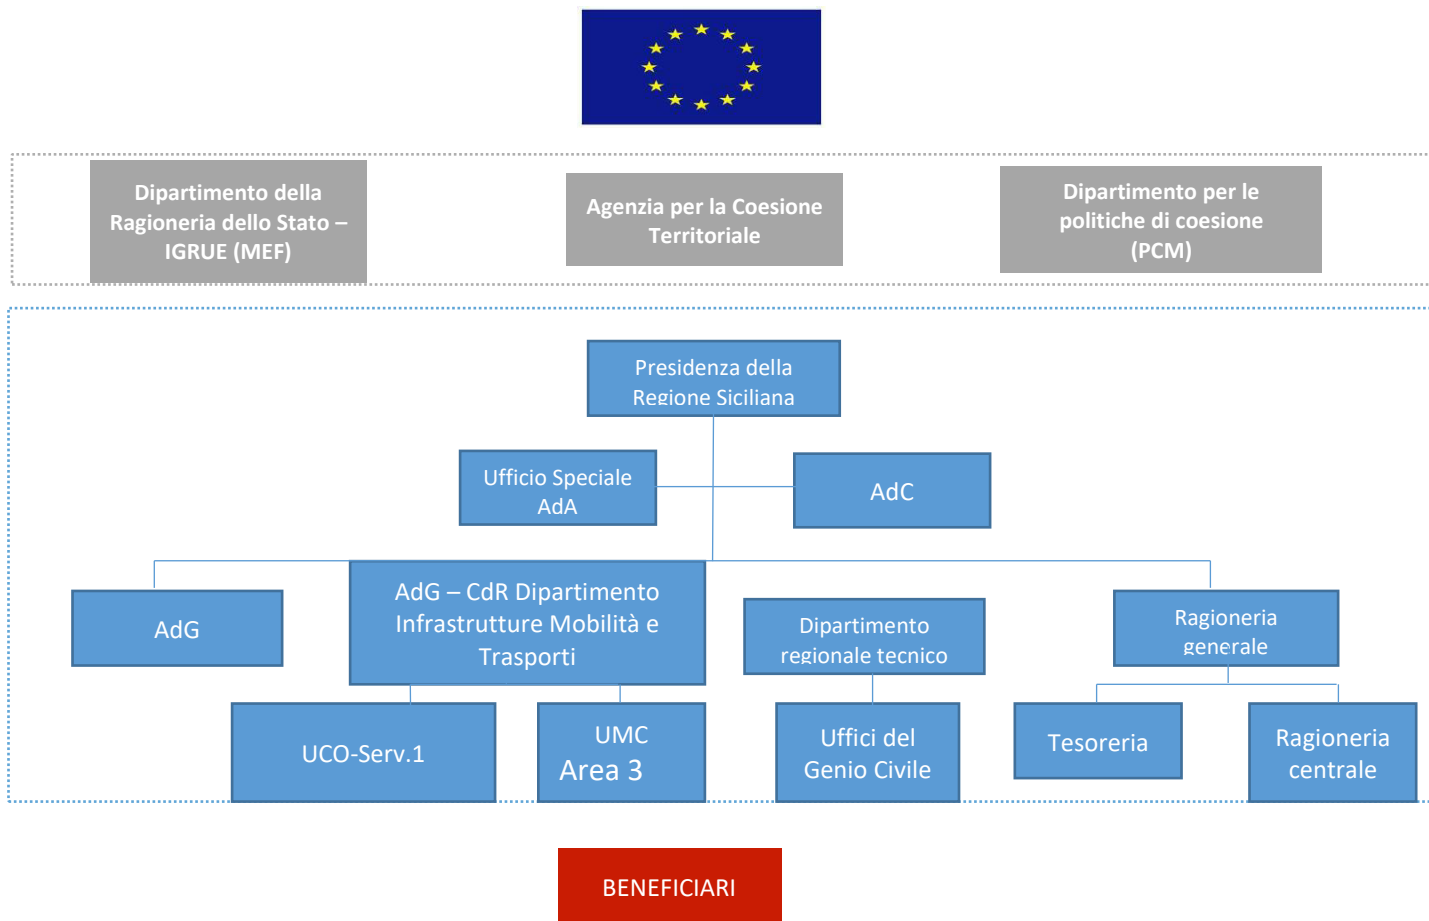 Dipartimento della
Ragioneria dello Stato –
IGRUE (MEF)
Agenzia per la Coesione
Territoriale
Dipartimento per le
politiche di coesione
(PCM)
Presidenza della
Regione Siciliana
Ufficio Speciale
AdA
AdC
AdG
AdG – CdR Dipartimento
Infrastrutture Mobilità e
Trasporti
Dipartimento
regionale tecnico
Ragioneria
generale
UCO-Serv.1
UMC
Area 3
Uffici del
Genio Civile
Tesoreria
Ragioneria
centrale
BENEFICIARI